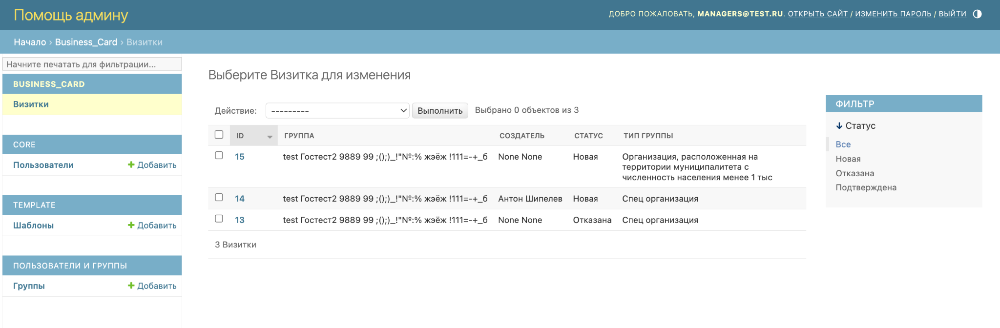 Помощь админу
ДОБРО ПОЖАЛОВАТЬ, MANAGERS@TEST.RU. ОТКРЫТЬ САЙТ / ИЗМЕНИТЬ ПАРОЛЬ / ВЫЙТИ
Начало › Business_Card › Визитки
Начните печатать для фильтрации...
BUSINESS_CARD
Визитки
CORE
Пользователи Добавить
TEMPLATE
Шаблоны Добавить
ПОЛЬЗОВАТЕЛИ И ГРУППЫ
Группы Добавить
Выберите Визитка для изменения
Действие: --------- Выполнить Выбрано 0 объектов из 3
ID ГРУППА СОЗДАТЕЛЬ СТАТУС ТИП ГРУППЫ
15 test Гостест2 9889 99 ;();)_!"№:% жэёж !111=-+_б None None Новая Организация, расположенная на
территории муниципалитета с
численность населения менее 1 тыс
14 test Гостест2 9889 99 ;();)_!"№:% жэёж !111=-+_б Антон Шипелев Новая Спец организация
13 test Гостест2 9889 99 ;();)_!"№:% жэёж !111=-+_б None None Отказана Спец организация
3 Визитки
ФИЛЬТР
Статус
Все
Новая
Отказана
Подтверждена